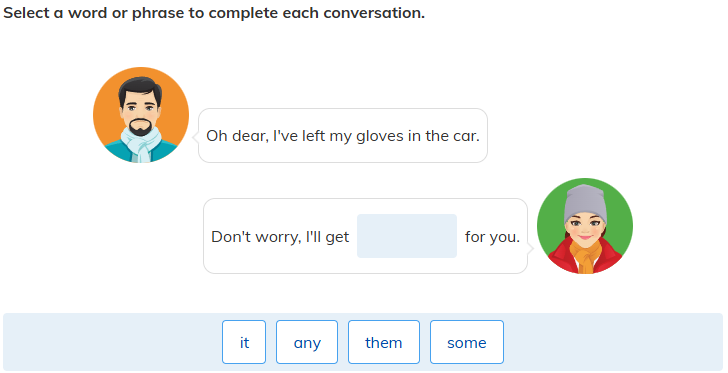 Select a word or phrase to complete each conversation.
Oh dear, I've left my gloves in the car.
Don't worry, I'll get for you.
it any them some